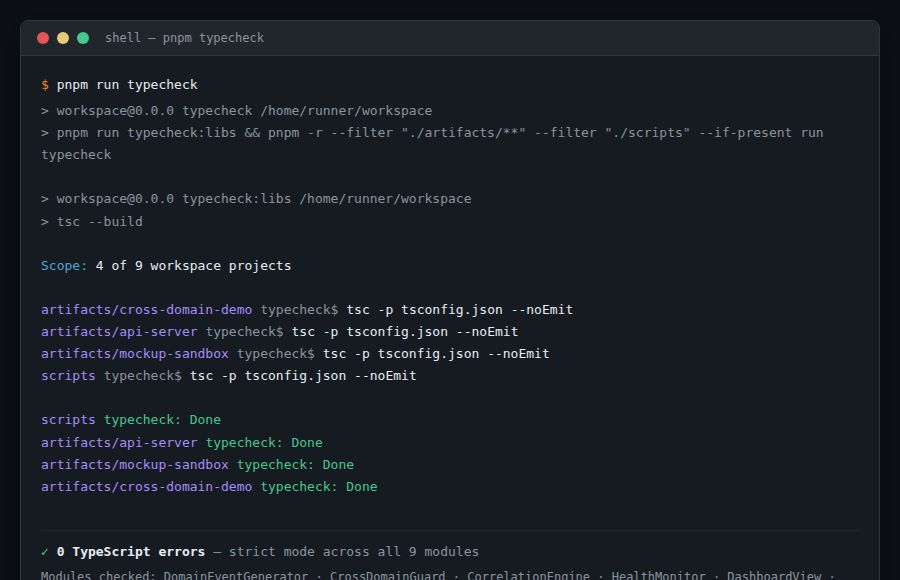 shell — pnpm typecheck
$ pnpm run typecheck
> workspace@0.0.0 typecheck /home/runner/workspace
> pnpm run typecheck:libs && pnpm -r --filter "./artifacts/**" --filter "./scripts" --if-present run
typecheck
> workspace@0.0.0 typecheck:libs /home/runner/workspace
> tsc --build
Scope: 4 of 9 workspace projects
artifacts/cross-domain-demo typecheck$ tsc -p tsconfig.json --noEmit
artifacts/api-server typecheck$ tsc -p tsconfig.json --noEmit
artifacts/mockup-sandbox typecheck$ tsc -p tsconfig.json --noEmit
scripts typecheck$ tsc -p tsconfig.json --noEmit
scripts typecheck: Done
artifacts/api-server typecheck: Done
artifacts/mockup-sandbox typecheck: Done
artifacts/cross-domain-demo typecheck: Done
✓ 0 TypeScript errors — strict mode across all 9 modules
Modules checked: DomainEventGenerator · CrossDomainGuard · CorrelationEngine · HealthMonitor · DashboardView ·